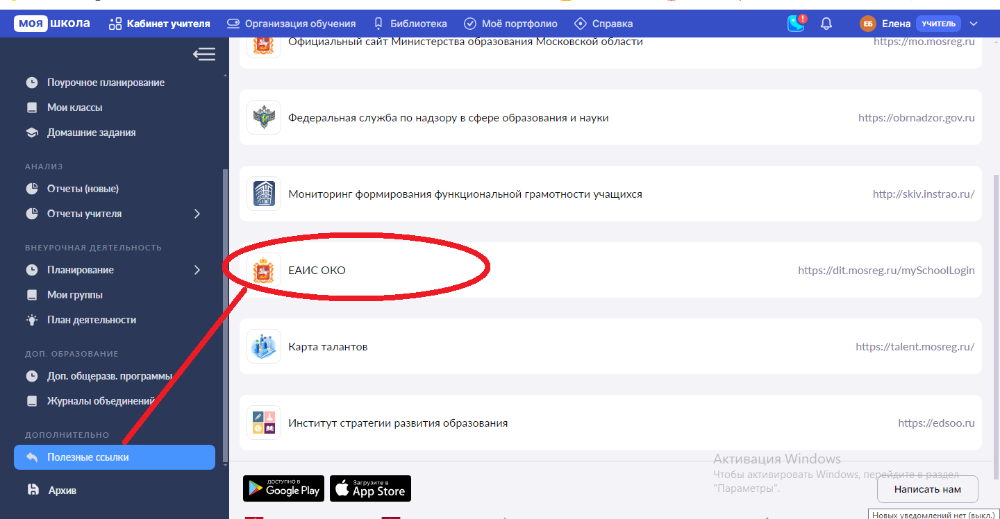 моя школа Кабинет учителя Организация обучения Библиотека Моё портфолио Справка ! ЕБ Елена УЧИТЕЛЬ
Поурочное планирование
Мои классы
Домашние задания
АНАЛИЗ
Отчеты (новые)
Отчеты учителя
ВНЕУРОЧНАЯ ДЕЯТЕЛЬНОСТЬ
Планирование
Мои группы
План деятельности
ДОП. ОБРАЗОВАНИЕ
Доп. общеразв. программы
Журналы объединений
ДОПОЛНИТЕЛЬНО
Полезные ссылки
Архив
Официальный сайт Министерства образования Московской области https://mo.mosreg.ru
Федеральная служба по надзору в сфере образования и науки https://obrnadzor.gov.ru
Мониторинг формирования функциональной грамотности учащихся http://skiv.instrao.ru/
ЕАИС ОКО https://dit.mosreg.ru/mySchoolLogin
Карта талантов https://talent.mosreg.ru/
Институт стратегии развития образования https://edsoo.ru
Активация Windows
Чтобы активировать Windows, перейдите в раздел
"Параметры".
ДОСТУПНО В
Google Play
Загрузите в
App Store
Написать нам
Новых уведомлений нет (выкл.)